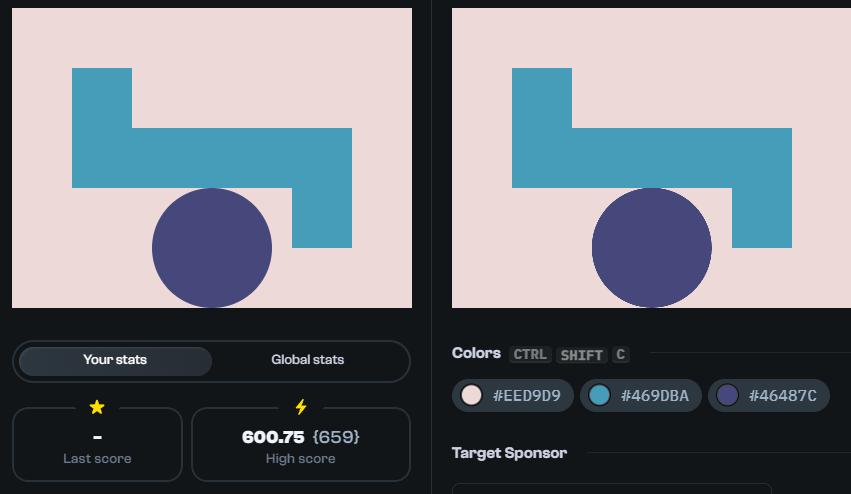 Your stats
Global stats
-
Last score
600.75 {659}
High score
Colors CTRL SHIFT C
#EED9D9
#469DBA
#46487C
Target Sponsor